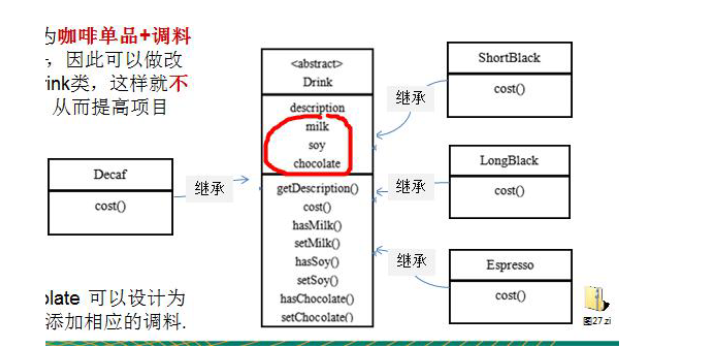 为咖啡单品+调料
，因此可以做改
rink类，这样就不
从而提高项目
<abstract>
Drink
description
milk
soy
chocolate
getDescription()
cost()
hasMilk()
setMilk()
hasSoy()
setSoy()
hasChocolate()
setChocolate()
ShortBlack
cost()
继承
LongBlack
cost()
继承
Espresso
cost()
继承
Decaf
cost()
继承
olate 可以设计为
添加相应的调料.
图27.zi